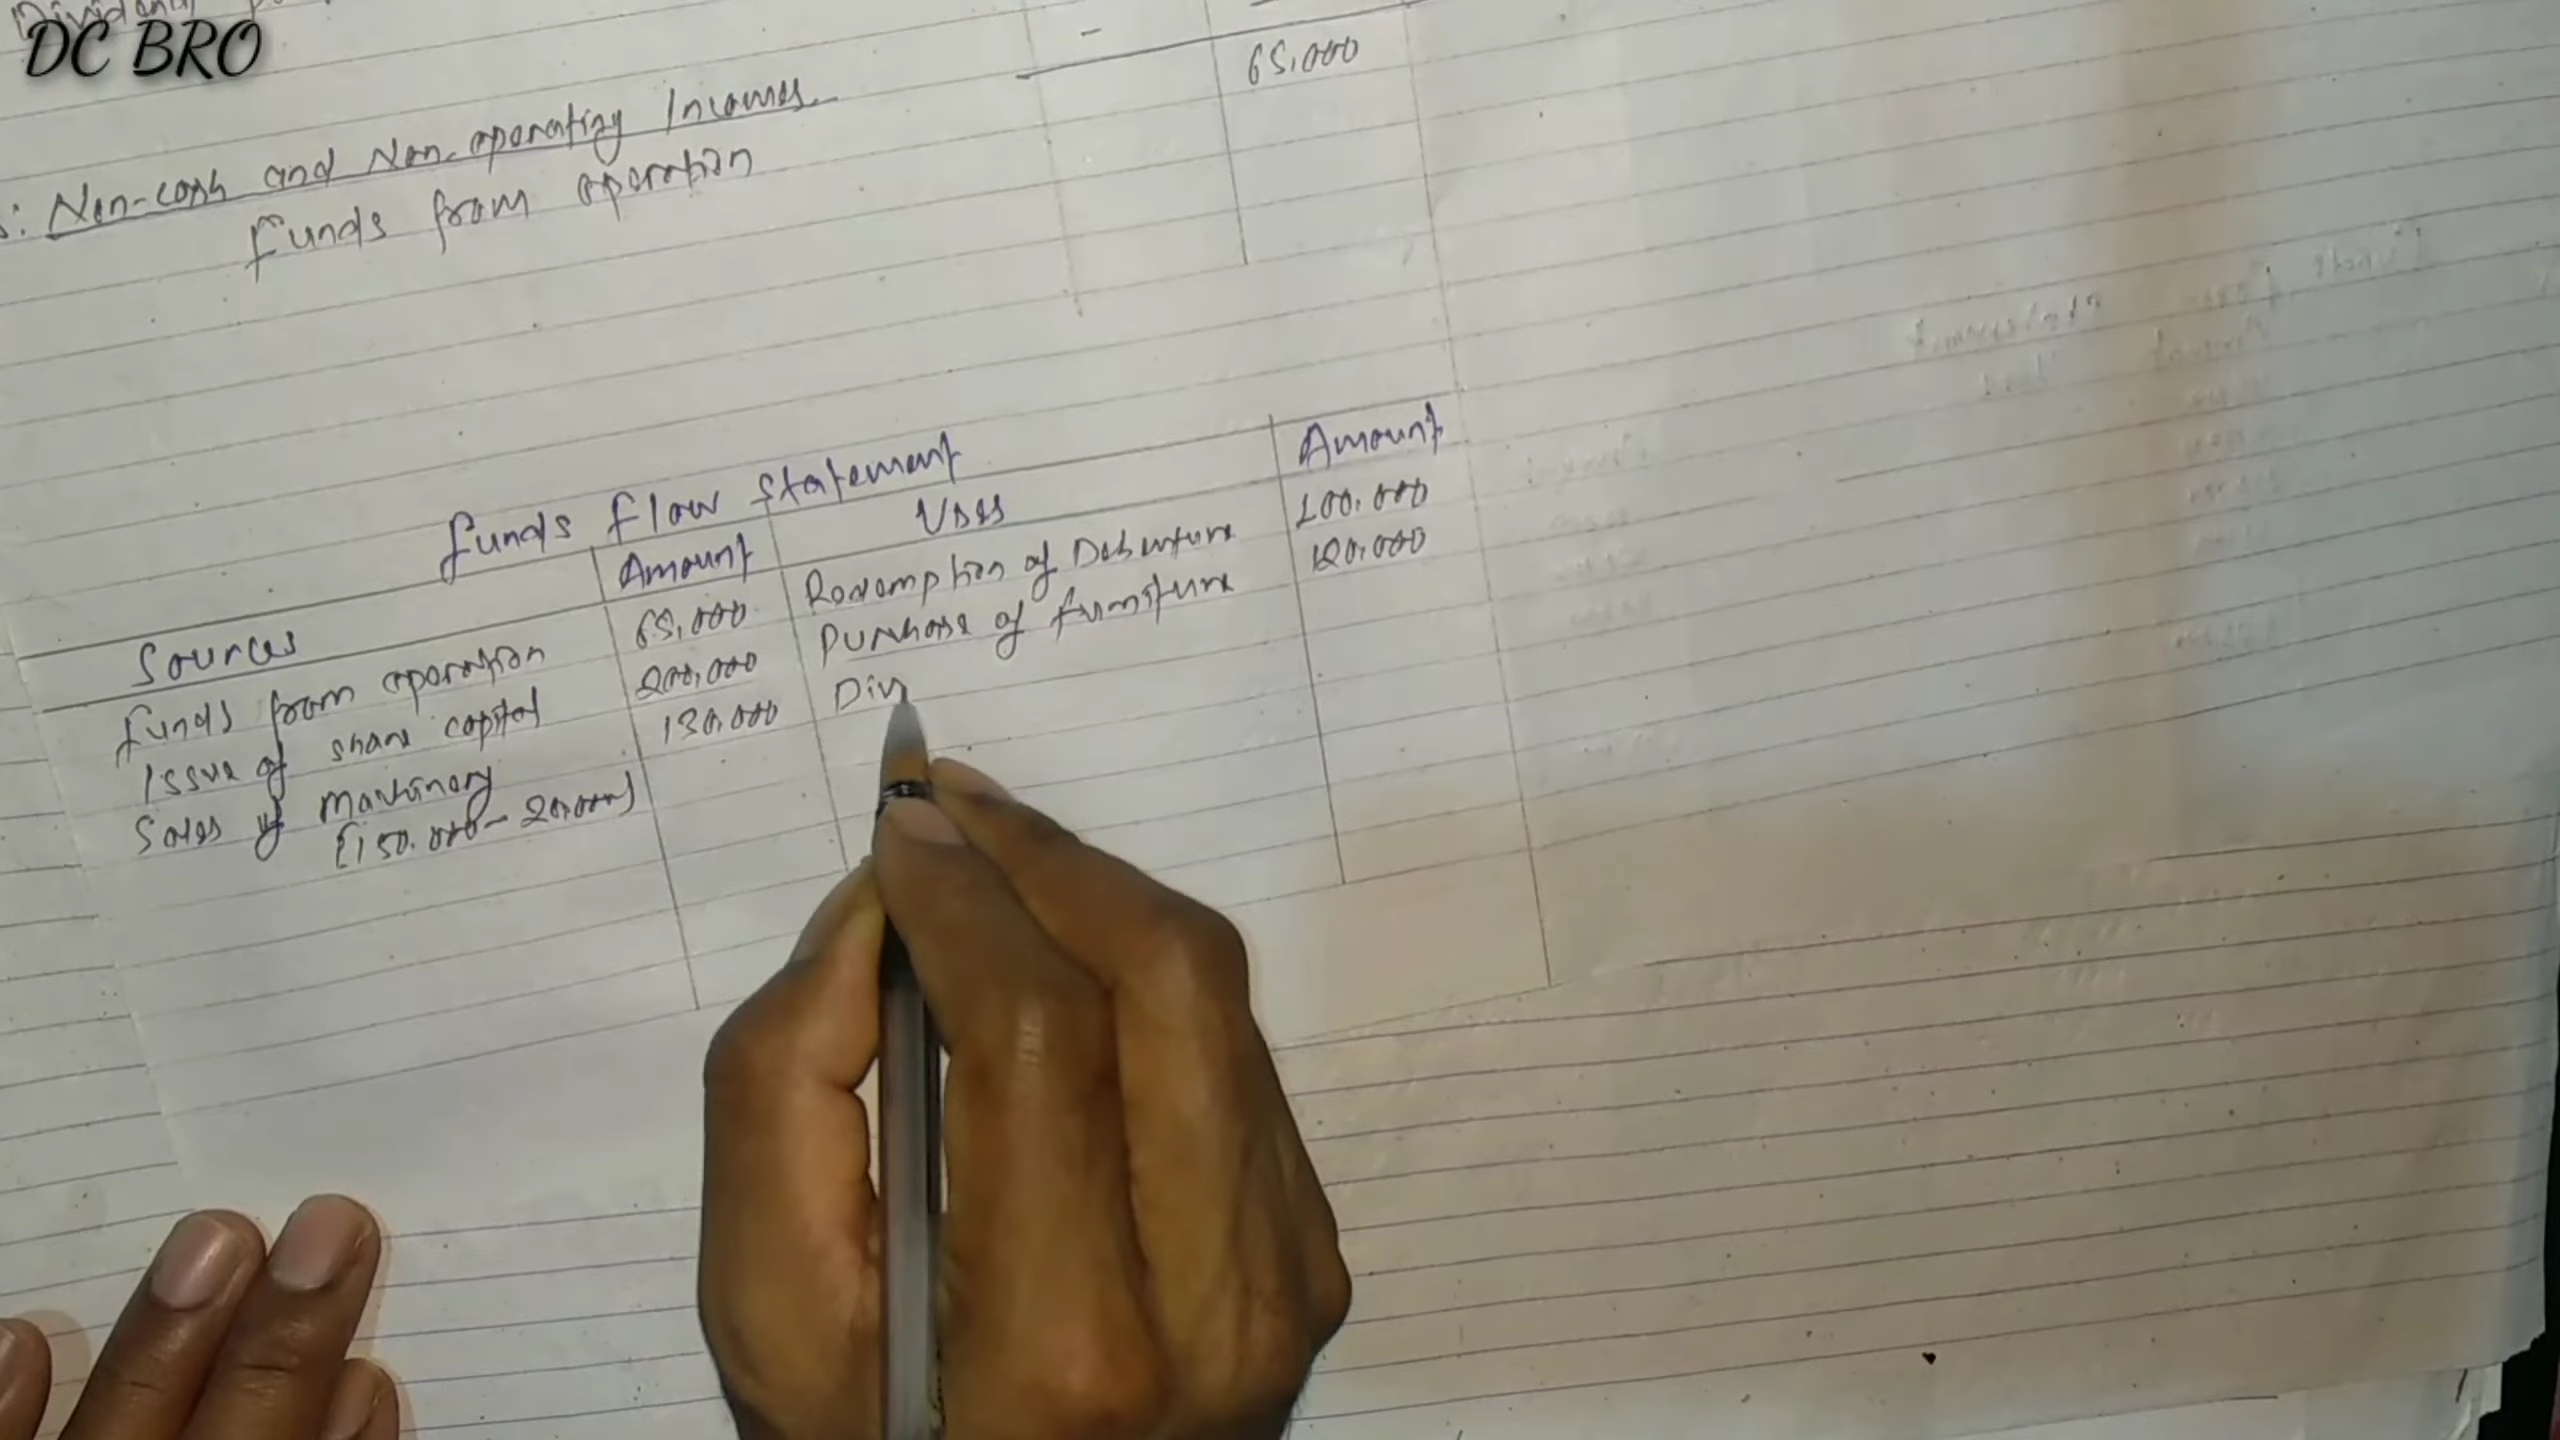 DC BRO
65,000
: Non-cash and Non-operating Incomes
Funds from operation
Funds flow statement
Sources Amount Uses Amount
Funds from operation 65,000 Redemption of Debenture 100,000
Issue of share capital 200,000 Purchase of furniture 120,000
Sales of Machinery 130,000 Div
[150,000 - 20,000]